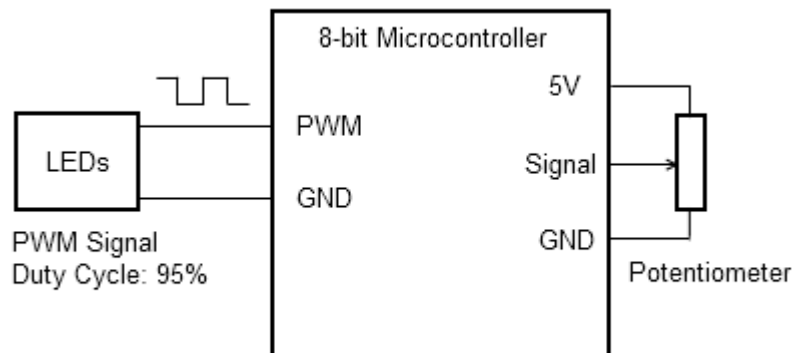 8-bit Microcontroller
5V
PWM
LEDs
Signal
GND
GND
PWM Signal
Duty Cycle: 95%
Potentiometer